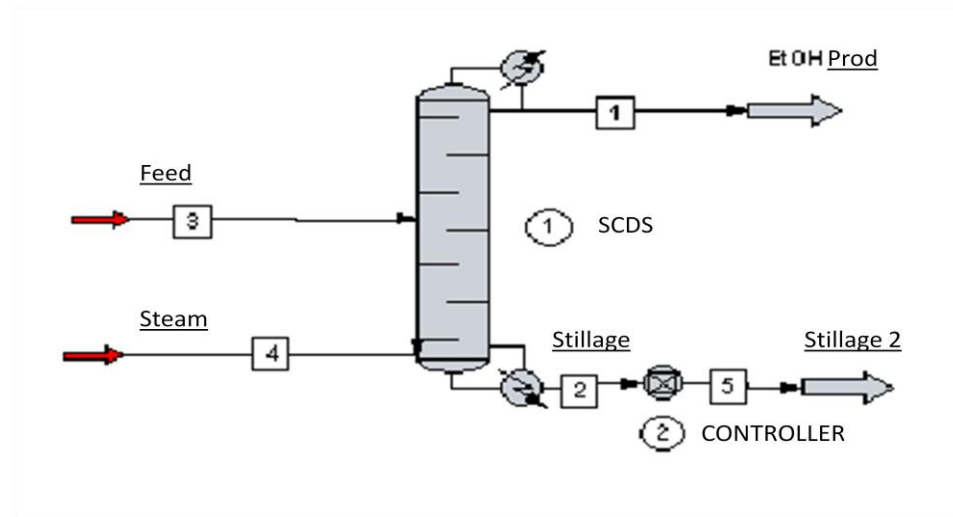 EtOH Prod
1
Feed
3
1 SCDS
Steam
4
Stillage
Stillage 2
2
5
2 CONTROLLER